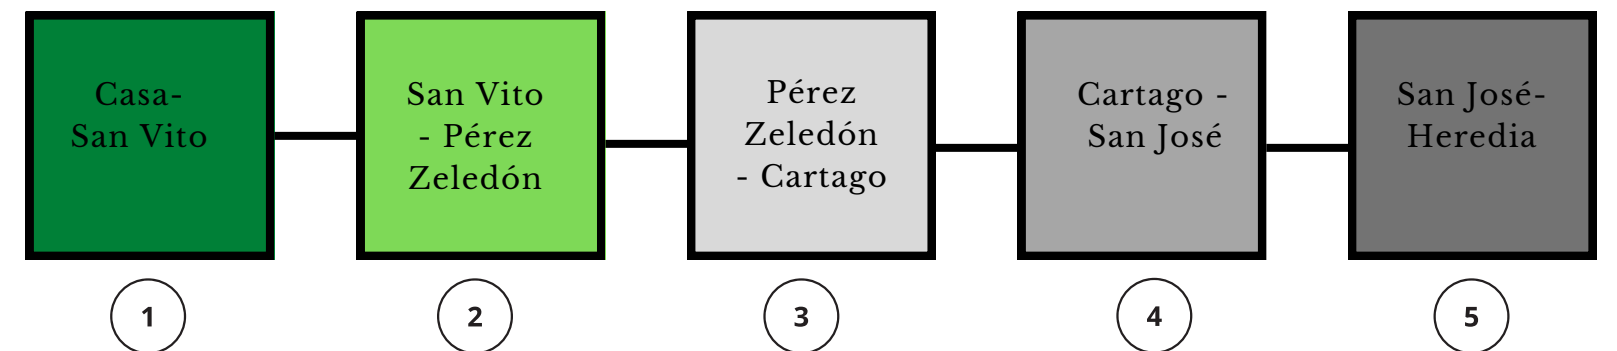 Casa-
San Vito
San Vito
- Pérez
Zeledón
Pérez
Zeledón
- Cartago
Cartago -
San José
San José-
Heredia
1
2
3
4
5